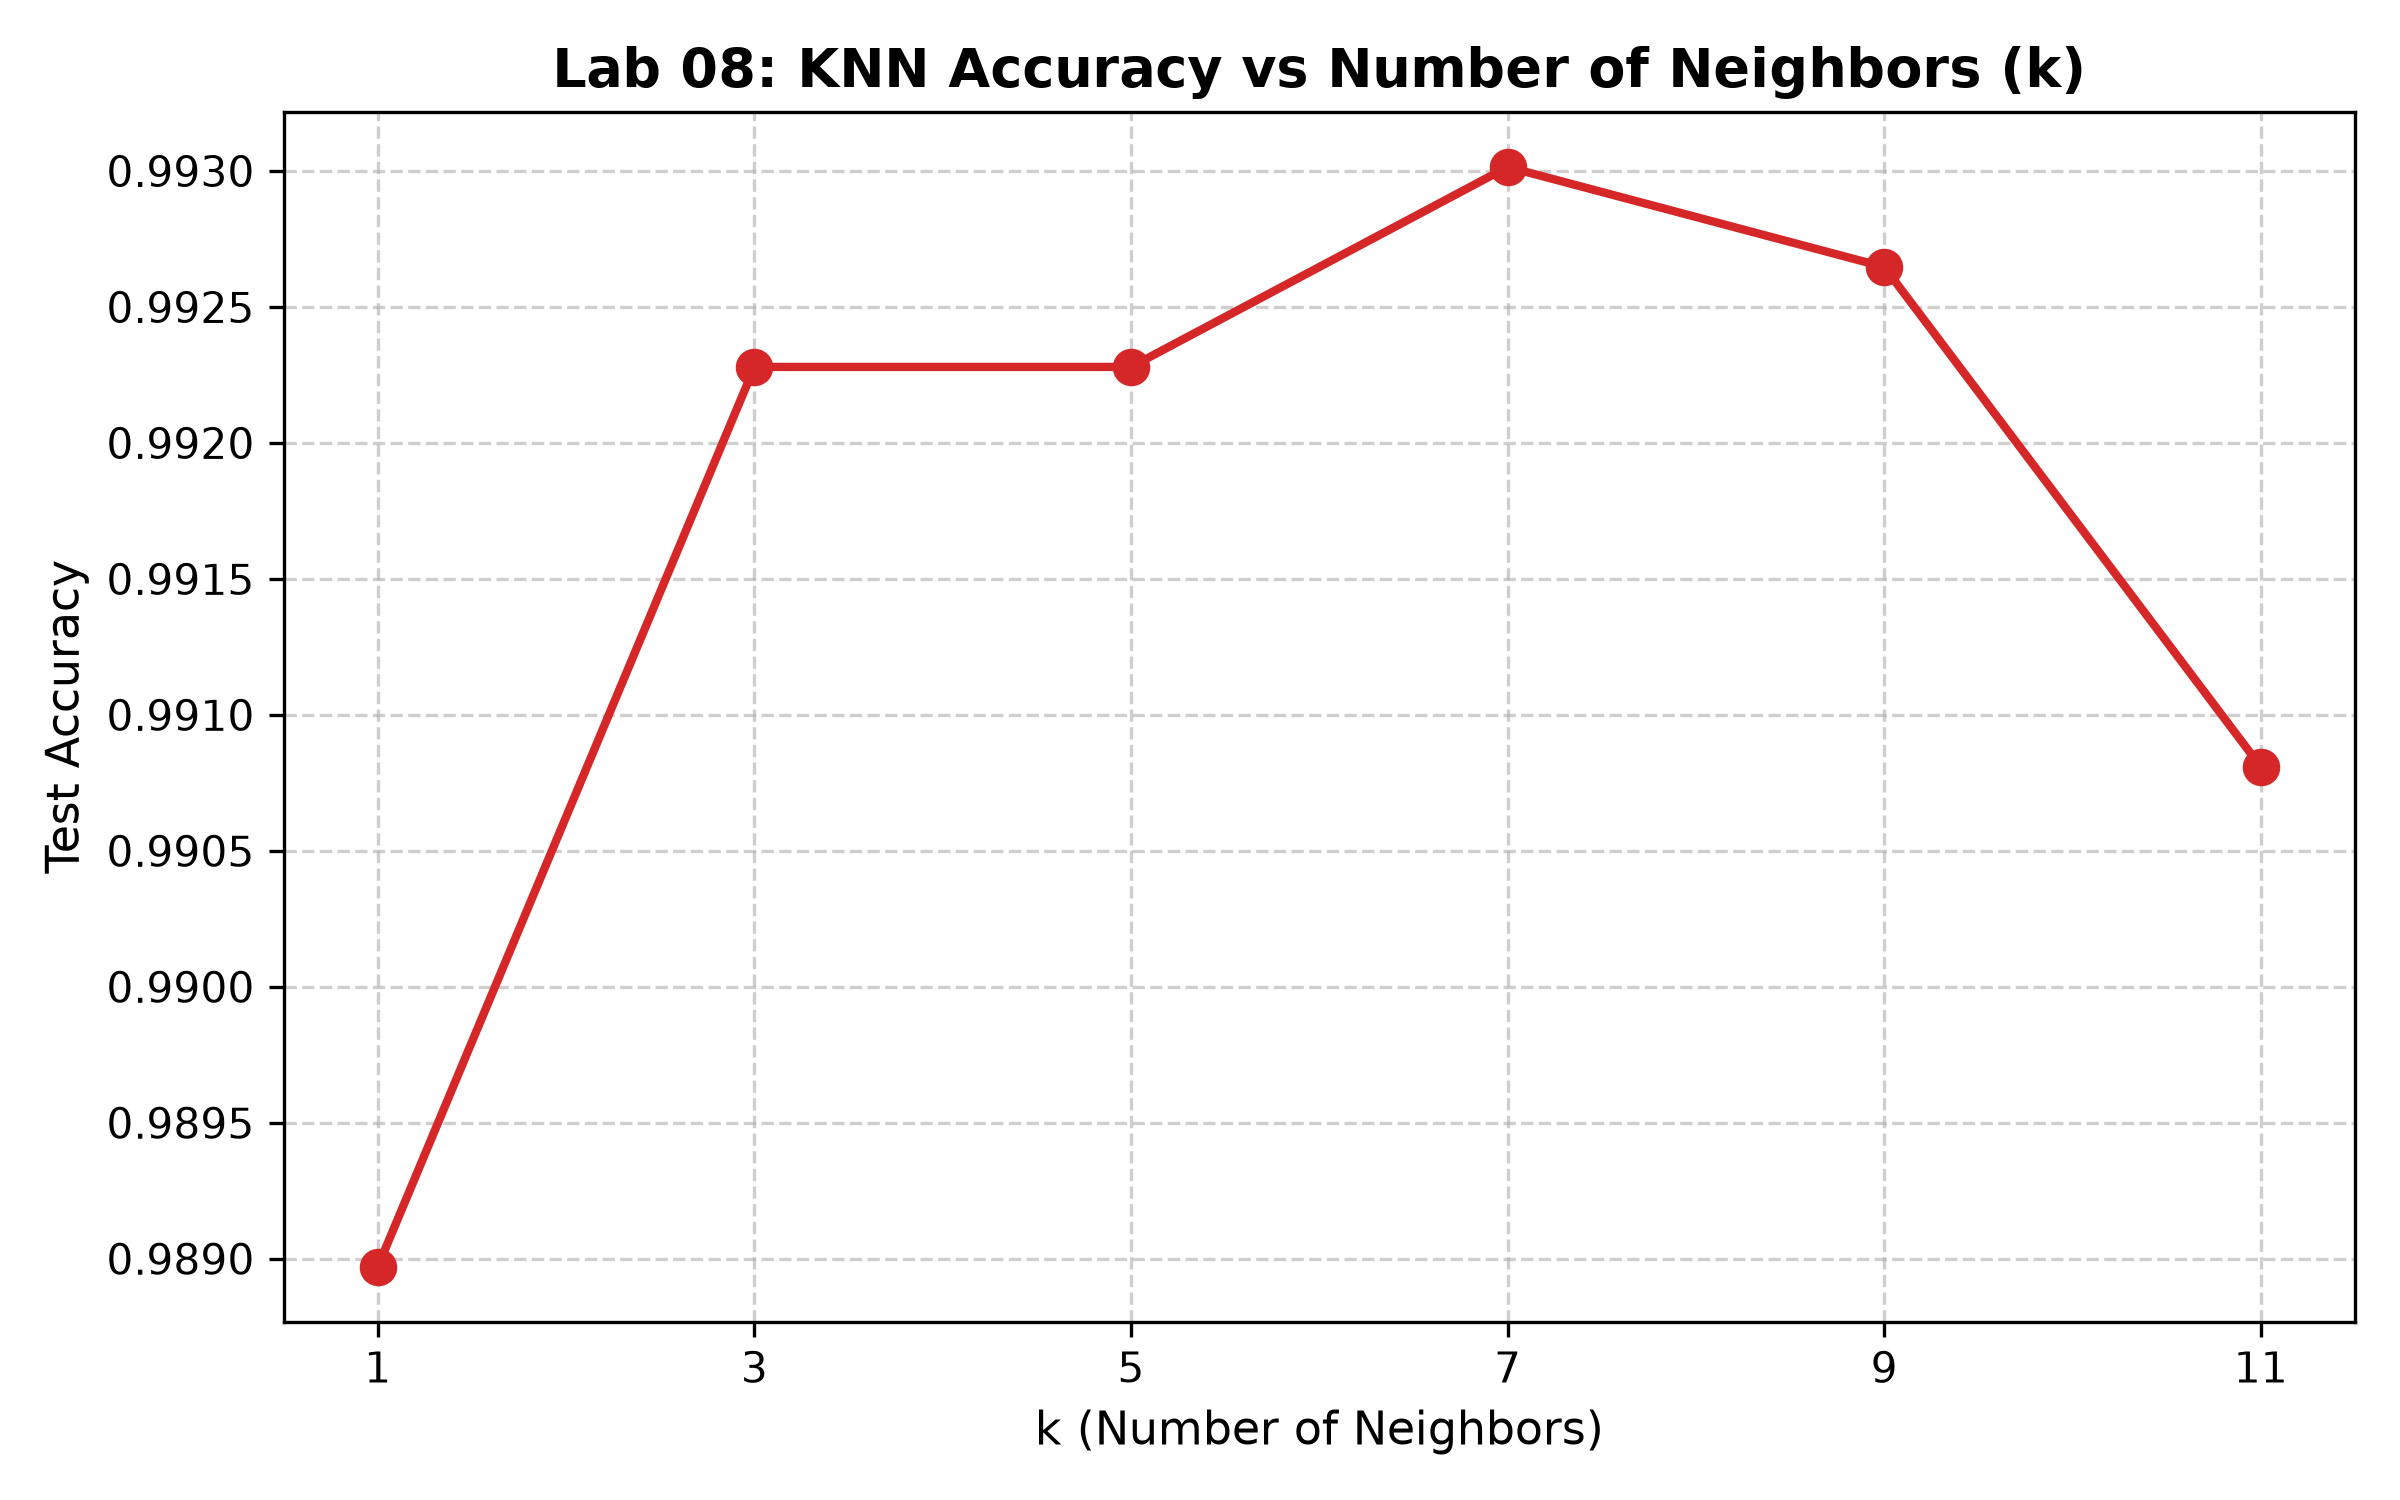 Lab 08: KNN Accuracy vs Number of Neighbors (k)
0.9930
0.9925
0.9920
0.9915
0.9910
0.9905
0.9900
0.9895
0.9890
Test Accuracy
1 3 5 7 9 11
k (Number of Neighbors)